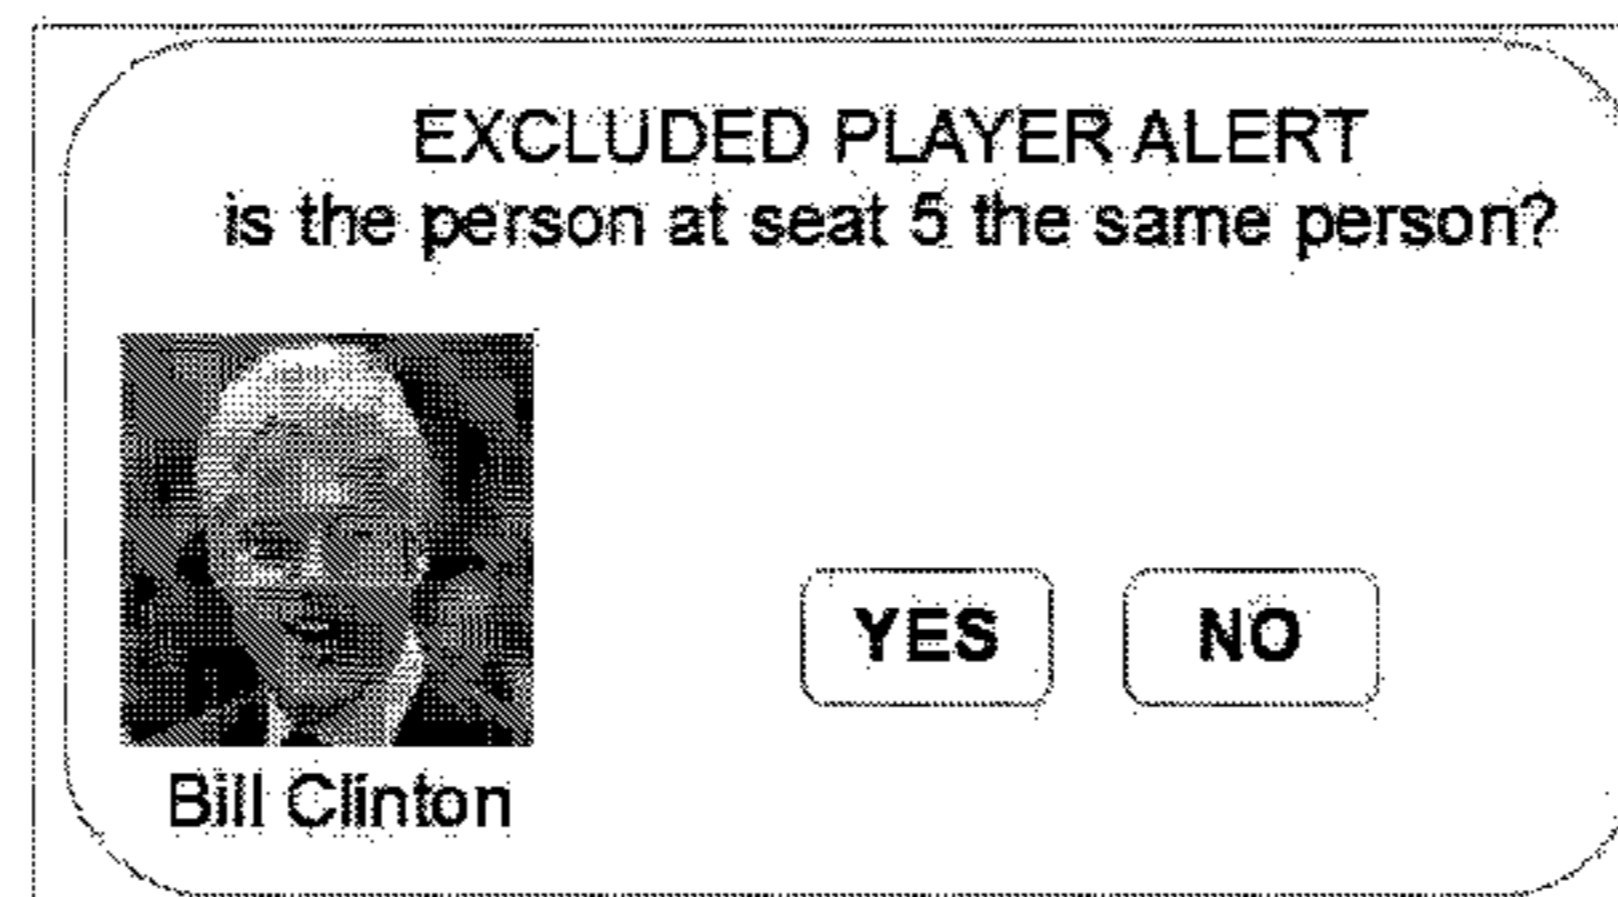 EXCLUDED PLAYER ALERT
is the person at seat 5 the same person?
YES NO
Bill Clinton